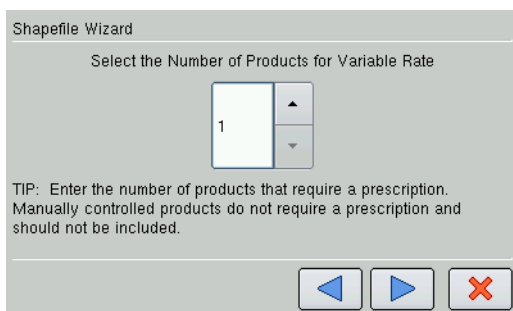 Shapefile Wizard
Select the Number of Products for Variable Rate
1
TIP:  Enter the number of products that require a prescription.
Manually controlled products do not require a prescription and
should not be included.